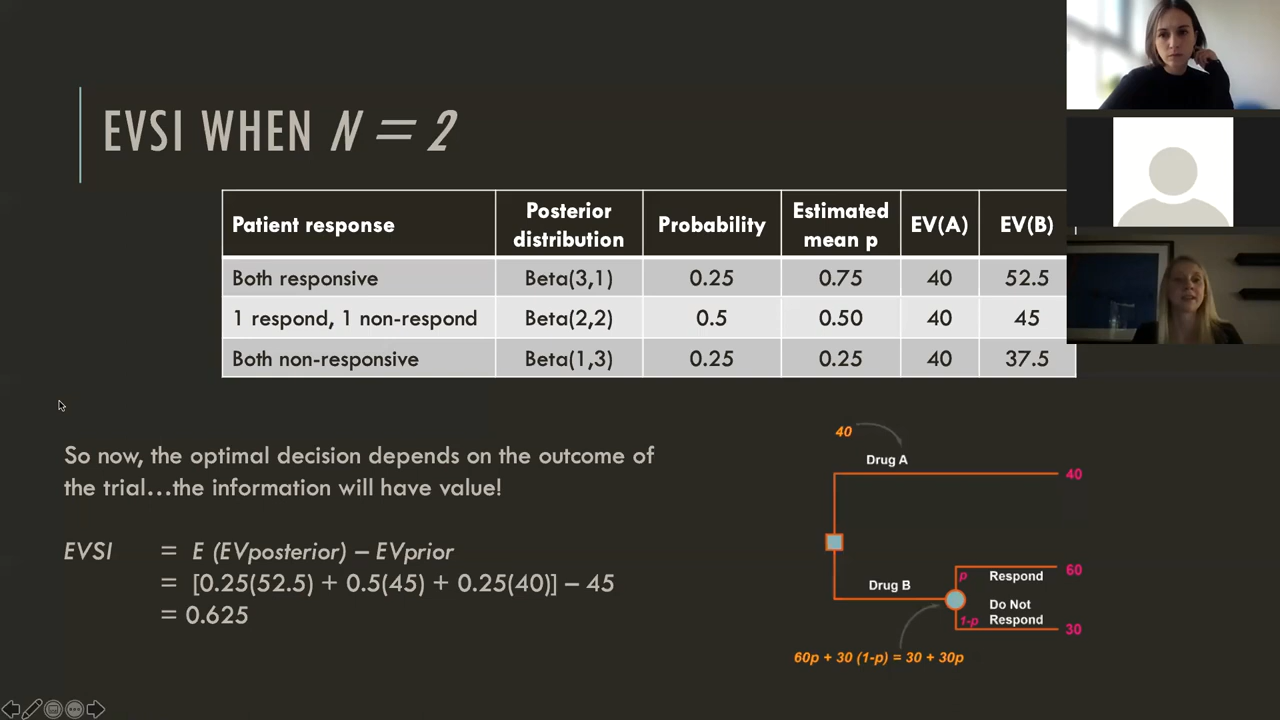 EVSI WHEN N = 2
Patient response Posterior distribution Probability Estimated mean p EV(A) EV(B)
Both responsive Beta(3,1) 0.25 0.75 40 52.5
1 respond, 1 non-respond Beta(2,2) 0.5 0.50 40 45
Both non-responsive Beta(1,3) 0.25 0.25 40 37.5
So now, the optimal decision depends on the outcome of
the trial…the information will have value!
EVSI = E (EVposterior) – EVprior
= [0.25(52.5) + 0.5(45) + 0.25(40)] – 45
= 0.625
40
Drug A
40
Drug B
p Respond 60
Do Not
1-p Respond 30
60p + 30 (1-p) = 30 + 30p